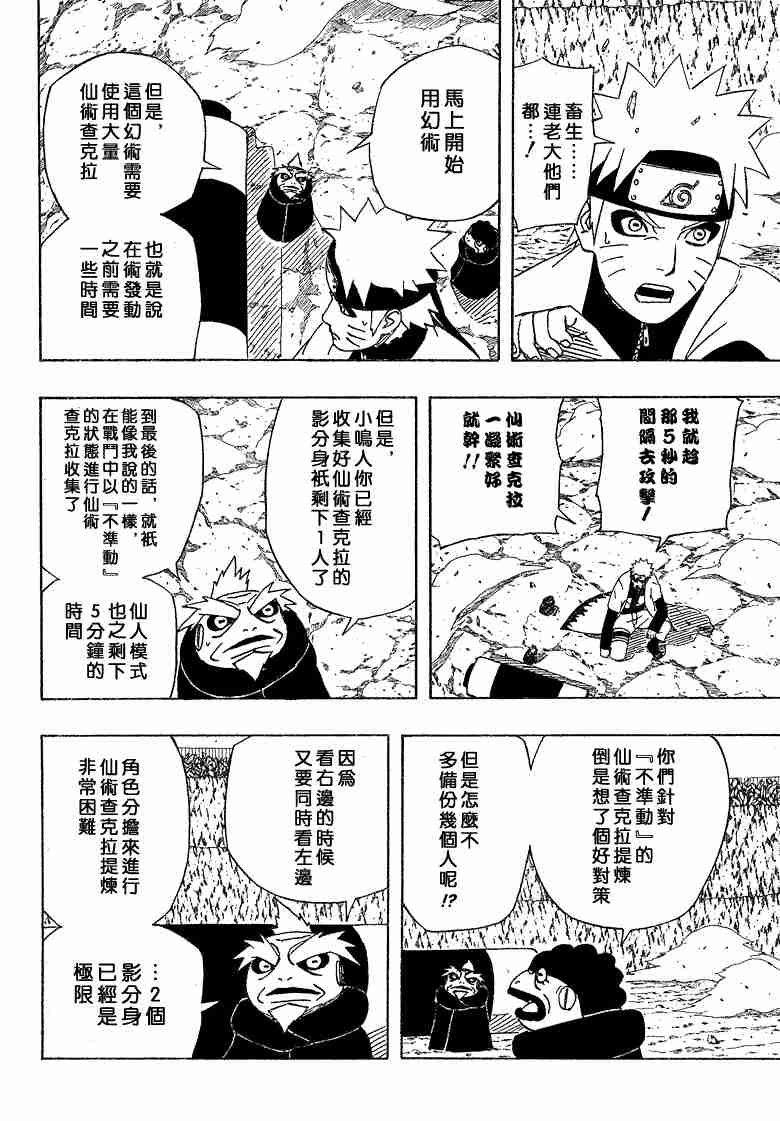 畜生……
連老大他們
都…!
馬上開始
用幻術
但是,
這個幻術需要
使用大量
仙術查克拉
也就是說
在術發動
之前需要
一些時間
我就趁
那5秒的
間隔去攻擊!
仙術查克拉
一凝聚好
就幹!!
但是,
小鳴人你已經
收集好仙術查克拉的
影分身祇剩下1人了
到最後的話,就祇
能像我說的一樣,
在戰鬥中以『不準動』
的狀態進行仙術
查克拉收集了
仙人模式
也之剩下
5分鐘的
時間
你們針對
『不準動』的
仙術查克拉提煉
倒是想了個好對策
但是怎麼不
多備份幾個人呢!?
因爲
看右邊的時候
又要同時看左邊
角色分擔來進行
仙術查克拉提煉
非常困難
…2個
影分身
已經是
極限